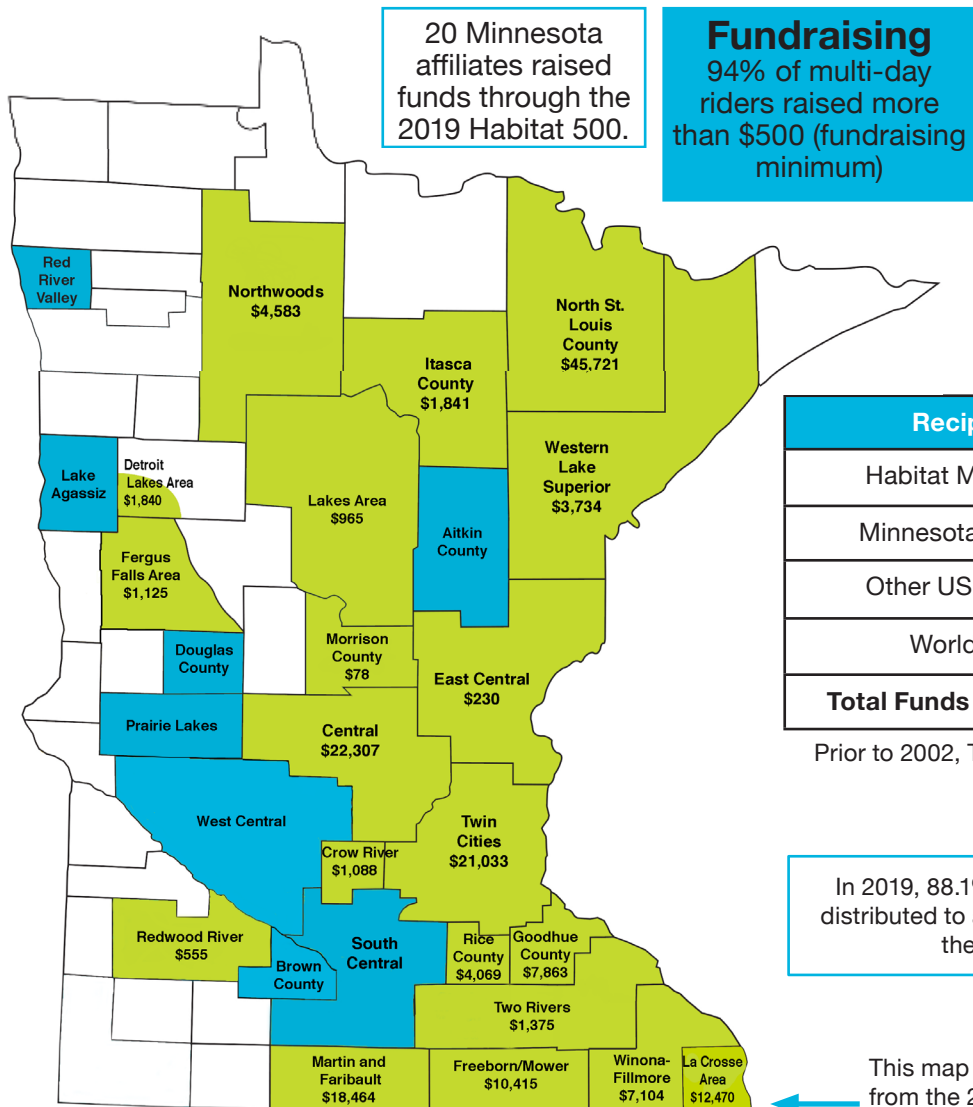 20 Minnesota
affiliates raised
funds through the
2019 Habitat 500.
Fundraising
94% of multi-day
riders raised more
than $500 (fundraising
minimum)
Red
River
Valley
Northwoods
$4,583
North St.
Louis
County
$45,721
Itasca
County
$1,841
Western
Lake
Superior
$3,734
Lake
Agassiz
Detroit
Lakes Area
$1,840
Lakes Area
$965
Aitkin
County
Fergus
Falls Area
$1,125
Douglas
County
Morrison
County
$78
East Central
$230
Prairie Lakes
Central
$22,307
West Central
Twin
Cities
$21,033
Crow River
$1,088
Redwood River
$555
Brown
County
South
Central
Rice
County
$4,069
Goodhue
County
$7,863
Two Rivers
$1,375
Martin and
Faribault
$18,464
Freeborn/Mower
$10,415
Winona-
Fillmore
$7,104
La Crosse
Area
$12,470
Recip
Habitat M
Minnesota
Other US
World
Total Funds
Prior to 2002, T
In 2019, 88.1
distributed to
the
This map
from the 2